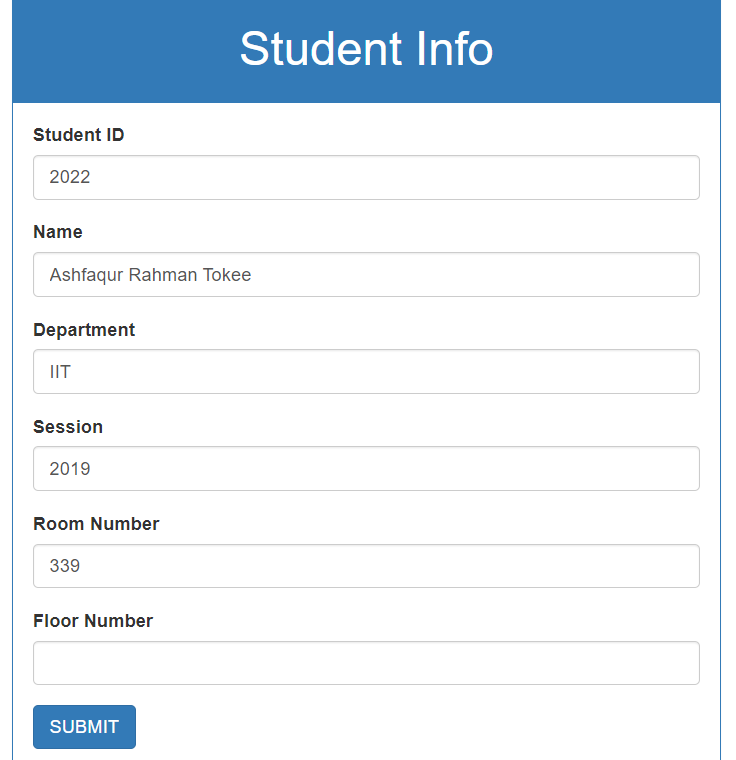 Student Info
Student ID
2022
Name
Ashfaqur Rahman Tokee
Department
IIT
Session
2019
Room Number
339
Floor Number
SUBMIT